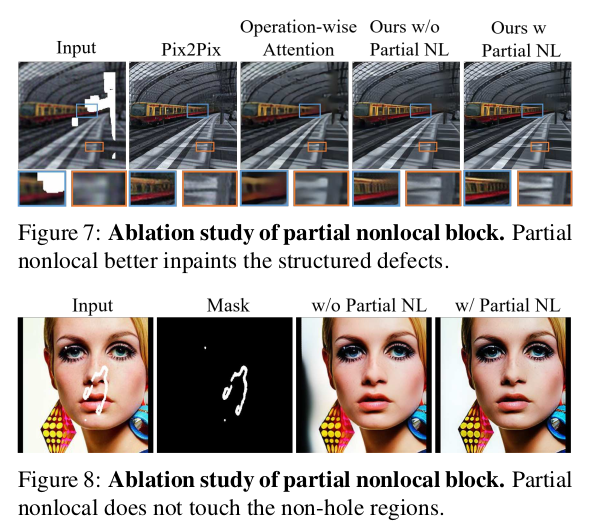 Input
Pix2Pix
Operation-wise
Attention
Ours w/o
Partial NL
Ours w
Partial NL
Figure 7: Ablation study of partial nonlocal block. Partial
nonlocal better inpaints the structured defects.
Input
Mask
w/o Partial NL
w/ Partial NL
Figure 8: Ablation study of partial nonlocal block. Partial
nonlocal does not touch the non-hole regions.